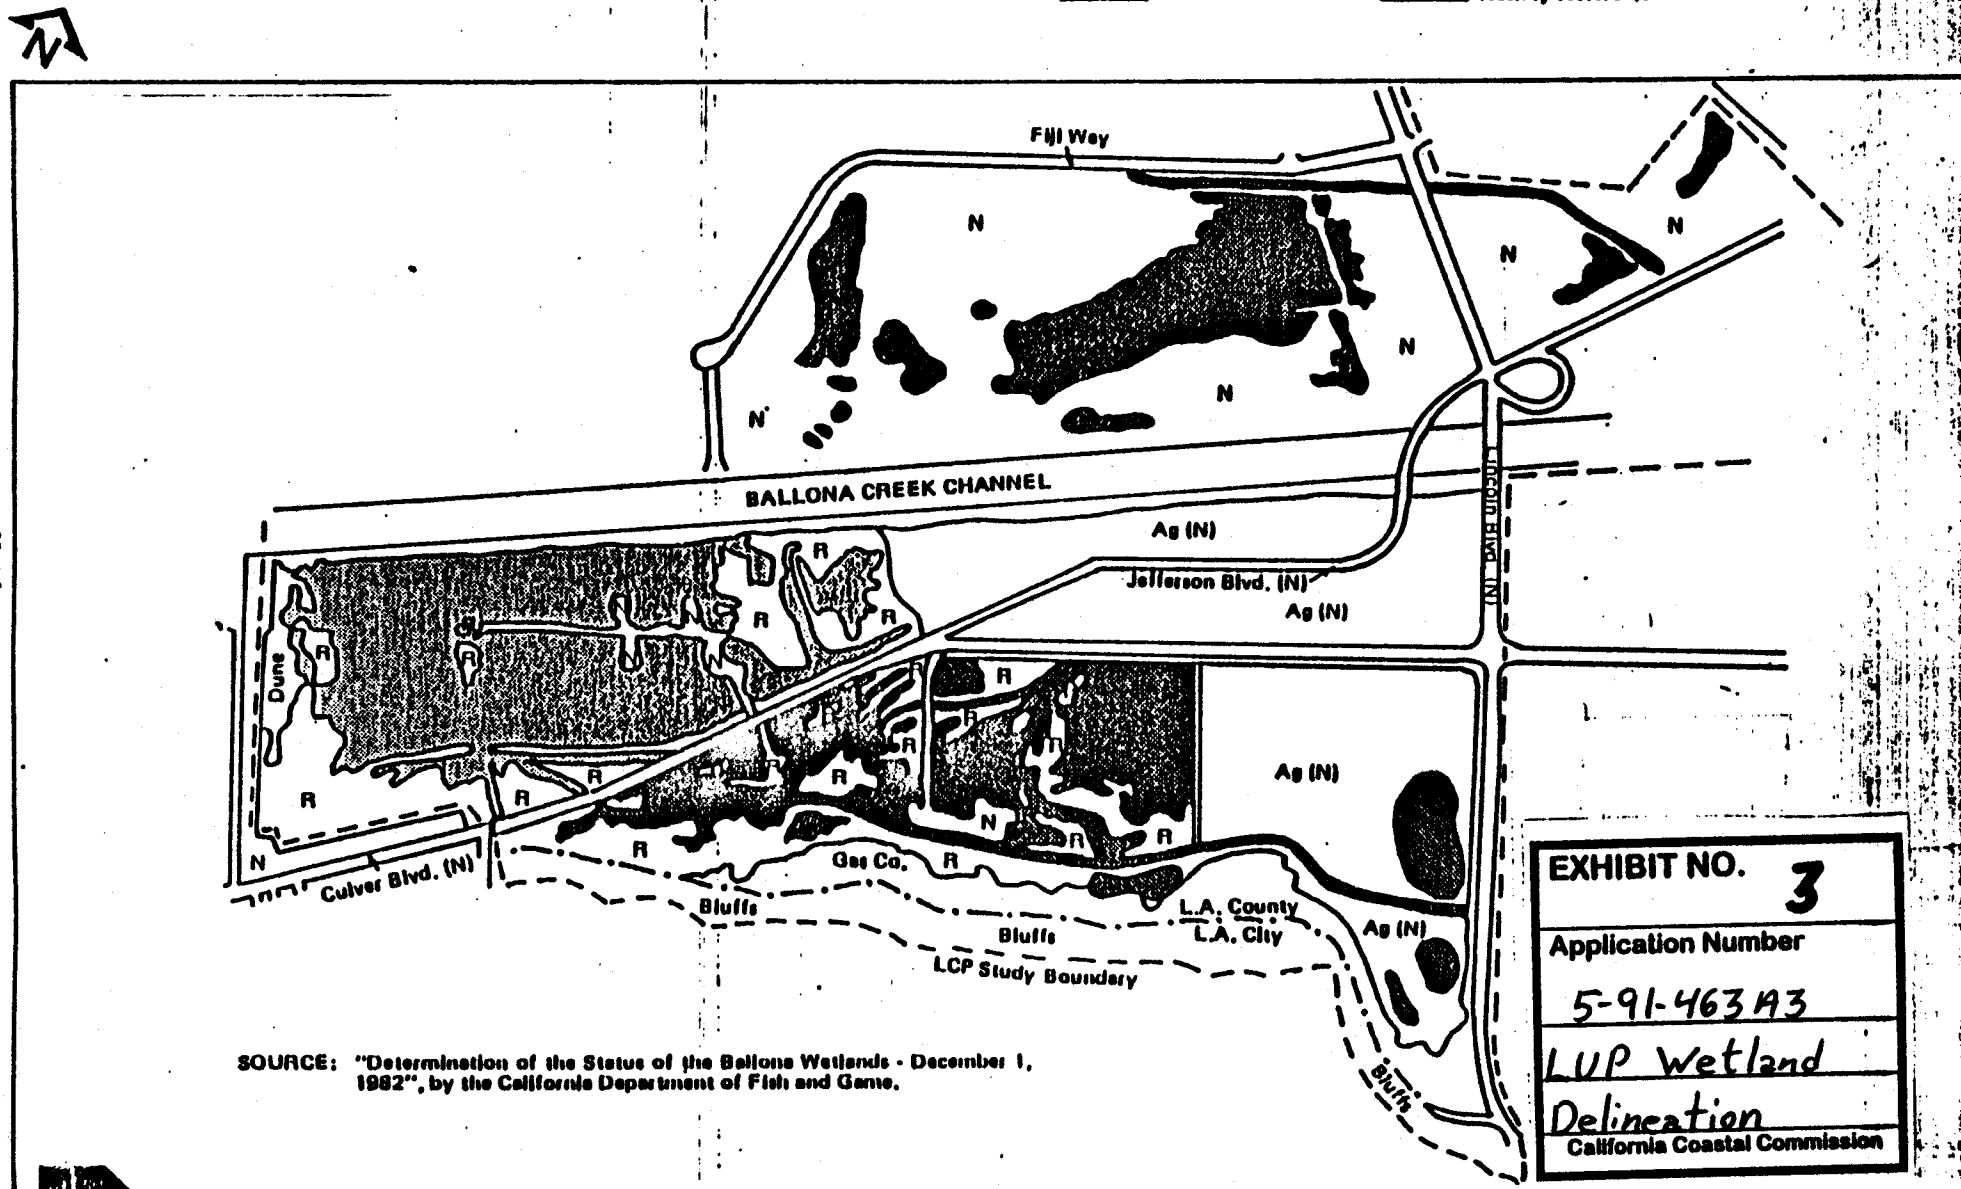 N
Fiji Way
N
N
N
N
N
N
BALLONA CREEK CHANNEL
Ag (N)
Lincoln Blvd. (N)
Jefferson Blvd. (N)
Ag (N)
R
R
R
R
R
Dune
R
R
R
R
R
R
R
R
R
Ag (N)
R
R
N
R
R
R
N
Culver Blvd. (N)
Gas Co.
R
Bluffs
Bluffs
L.A. County
L.A. City
Ag (N)
LCP Study Boundary
Bluffs
SOURCE: "Determination of the Status of the Ballona Wetlands - December 1,
1982", by the California Department of Fish and Game.
EXHIBIT NO. 3
Application Number
5-91-463A3
LUP Wetland
Delineation
California Coastal Commission